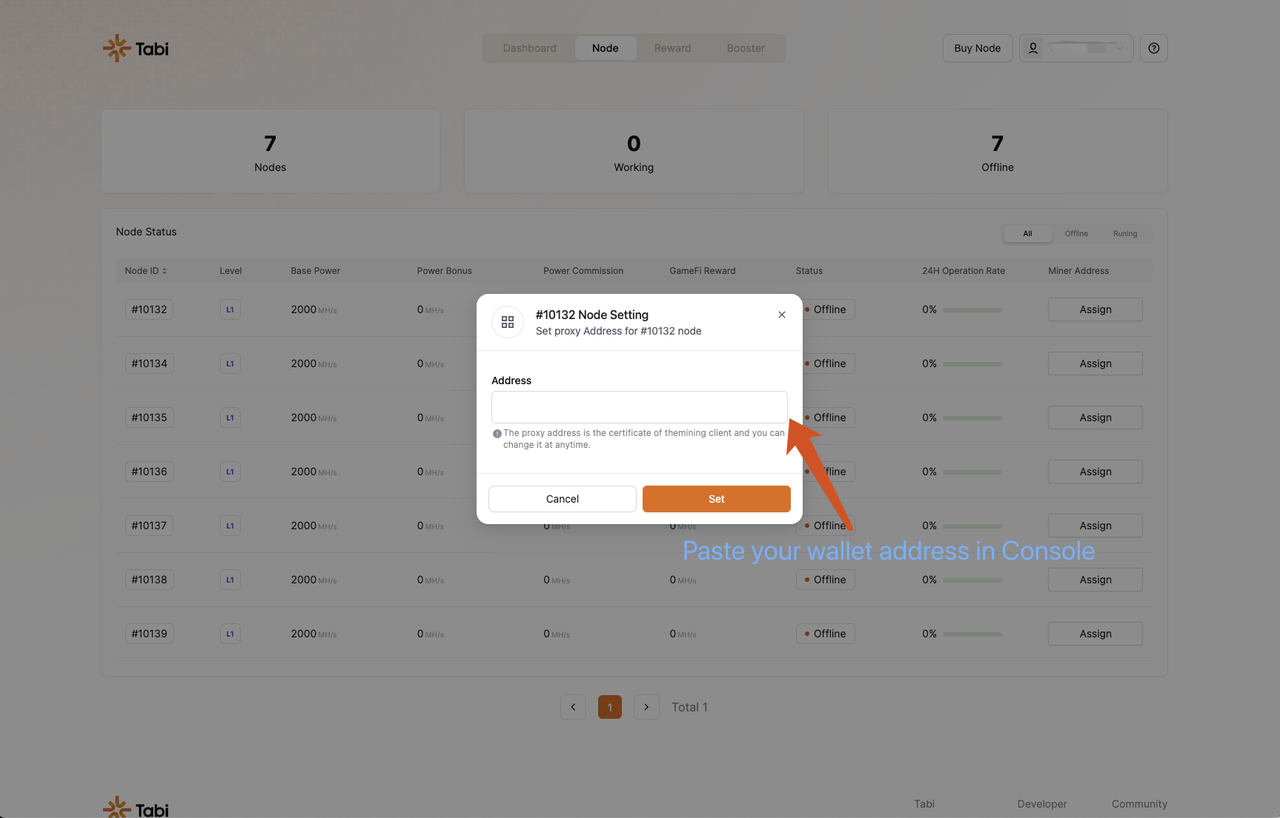 Tabi
Dashboard Node Reward Booster
Buy Node
7
Nodes
0
Working
7
Offline
Node Status
All Offline Runing
Node ID Level Base Power Power Bonus Power Commission GameFi Reward Status 24H Operation Rate Miner Address
#10132 L1 2000 MH/s 0 MH/s Offline 0% Assign
#10134 L1 2000 MH/s 0 MH/s Offline 0% Assign
#10135 L1 2000 MH/s 0 MH/s Offline 0% Assign
#10136 L1 2000 MH/s 0 MH/s ffline 0% Assign
#10137 L1 2000 MH/s 0 MH/s 0 MH/s 0 MH/s Offline 0% Assign
#10138 L1 2000 MH/s 0 MH/s 0 MH/s 0 MH/s Offline 0% Assign
#10139 L1 2000 MH/s 0 MH/s 0 MH/s 0 MH/s Offline 0% Assign
#10132 Node Setting
Set proxy Address for #10132 node
Address
The proxy address is the certificate of themining client and you can
change it at anytime.
Cancel Set
Paste your wallet address in Console
1 Total 1
Tabi
Tabi Developer Community